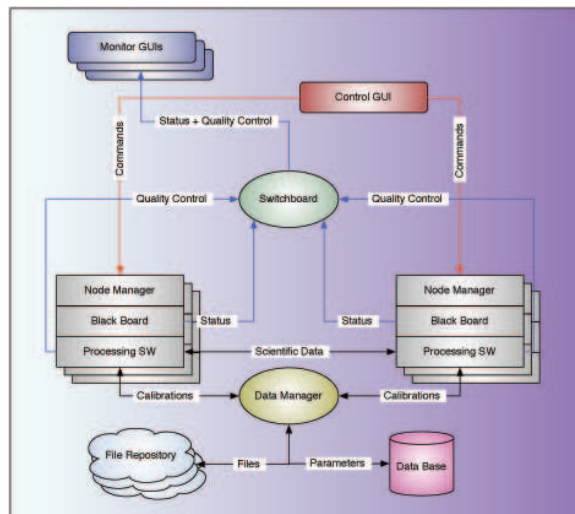 Monitor GUIs
Control GUI
Status + Quality Control
Commands
Commands
Quality Control
Switchboard
Quality Control
Node Manager
Node Manager
Black Board
Status
Status
Black Board
Processing SW
Scientific Data
Processing SW
Calibrations
Data Manager
Calibrations
File Repository
Files
Parameters
Data Base